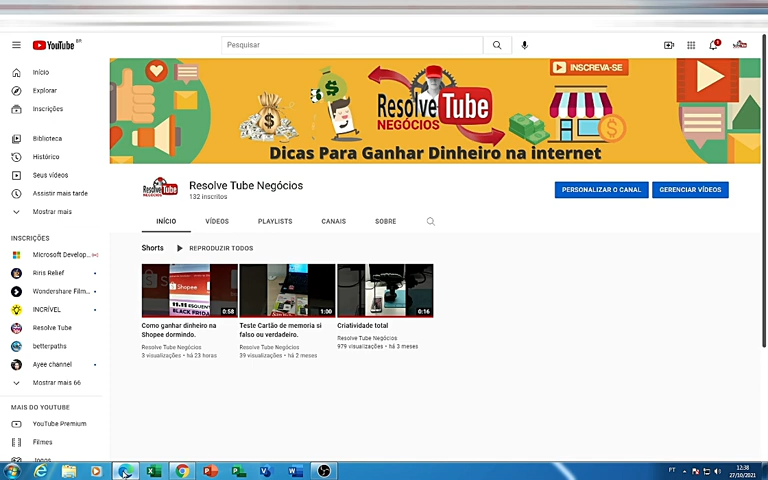 YouTube BR
Pesquisar
Início
Explorar
Inscrições
Biblioteca
Histórico
Seus vídeos
Assistir mais tarde
Mostrar mais
INSCRIÇÕES
Microsoft Develop...
Riris Relief
Wondershare Film...
INCRÍVEL
Resolve Tube
betterpaths
Ayee channel
Mostrar mais 66
MAIS DO YOUTUBE
YouTube Premium
Filmes
Jogos
INSCREVA-SE
Resolve Tube
NEGÓCIOS
Dicas Para Ganhar Dinheiro na internet
Resolve Tube Negócios
132 inscritos
PERSONALIZAR O CANAL
GERENCIAR VÍDEOS
INÍCIO
VÍDEOS
PLAYLISTS
CANAIS
SOBRE
Shorts
REPRODUZIR TODOS
Shopee
11.11
BLACK FRIDAY
0:58
Como ganhar dinheiro na
Shopee dormindo.
Resolve Tube Negócios
3 visualizações • há 23 horas
1:00
Teste Cartão de memoria si
falso ou verdadeiro.
Resolve Tube Negócios
39 visualizações • há 2 meses
0:16
Criatividade total
Resolve Tube Negócios
979 visualizações • há 3 meses
PT
12:38
27/10/2021